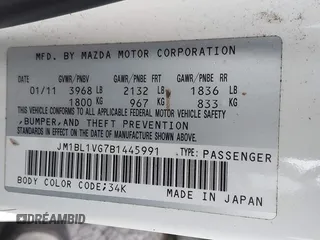 MFD. BY MAZDA MOTOR CORPORATION
GVWR/PNBV GAWR/PNBE FRT GAWR/PNBE RR
01/11 3968 LB 2132 LB 1836 LB
1800 KG 967 KG 833 KG
THIS VEHICLE CONFORMS TO ALL APPLICABLE FEDERAL MOTOR VEHICLE SAFETY,
BUMPER, AND THEFT PREVENTION
STANDARDS IN EFFECT ON THE DATE OF MANUFACTURE SHOWN ABOVE.
JM1BL1VG7B1445991 TYPE: PASSENGER
BODY COLOR CODE: 34K MADE IN JAPAN
©DREAMBID